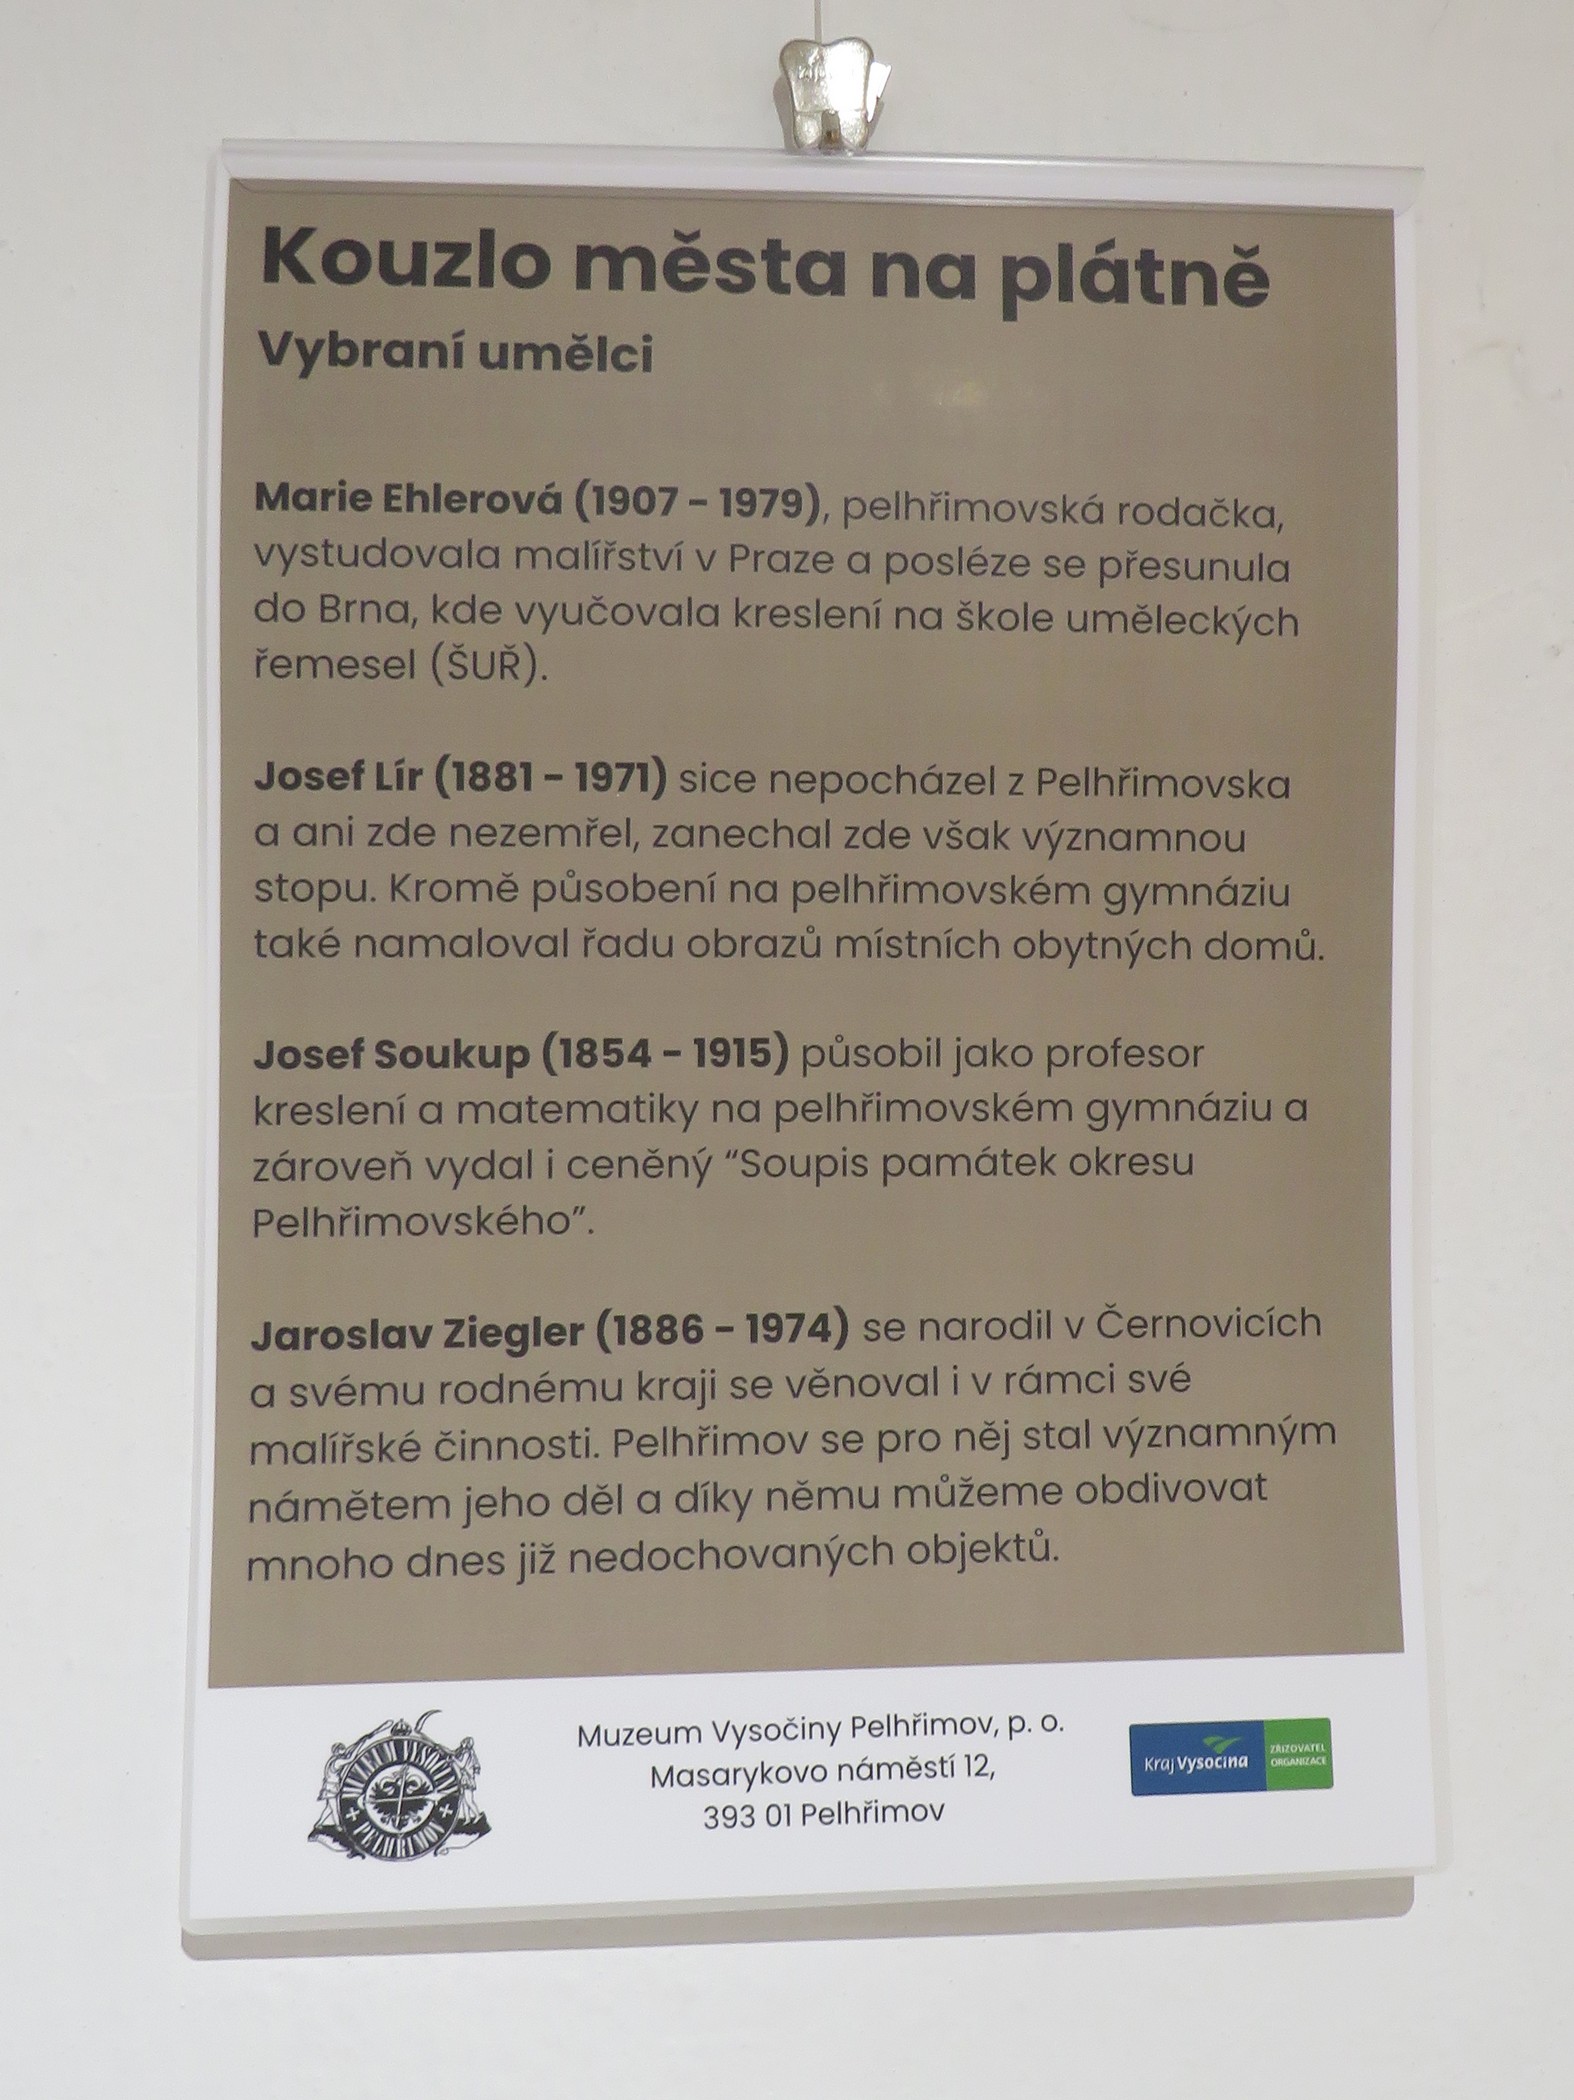 Kouzlo města na plátně
Vybraní umělci
Marie Ehlerová (1907 – 1979), pelhřimovská rodačka,
vystudovala malířství v Praze a posléze se přesunula
do Brna, kde vyučovala kreslení na škole uměleckých
řemesel (ŠUŘ).
Josef Lír (1881 – 1971) sice nepocházel z Pelhřimovska
a ani zde nezemřel, zanechal zde však významnou
stopu. Kromě působení na pelhřimovském gymnáziu
také namaloval řadu obrazů místních obytných domů.
Josef Soukup (1854 – 1915) působil jako profesor
kreslení a matematiky na pelhřimovském gymnáziu a
zároveň vydal i ceněný “Soupis památek okresu
Pelhřimovského”.
Jaroslav Ziegler (1886 – 1974) se narodil v Černovicích
a svému rodnému kraji se věnoval i v rámci své
malířské činnosti. Pelhřimov se pro něj stal významným
námětem jeho děl a díky němu můžeme obdivovat
mnoho dnes již nedochovaných objektů.
MUZEUM VYSOČINY
PELHŘIMOV
Muzeum Vysočiny Pelhřimov, p. o.
Masarykovo náměstí 12,
393 01 Pelhřimov
Kraj Vysočina
ZŘIZOVATEL
ORGANIZACE